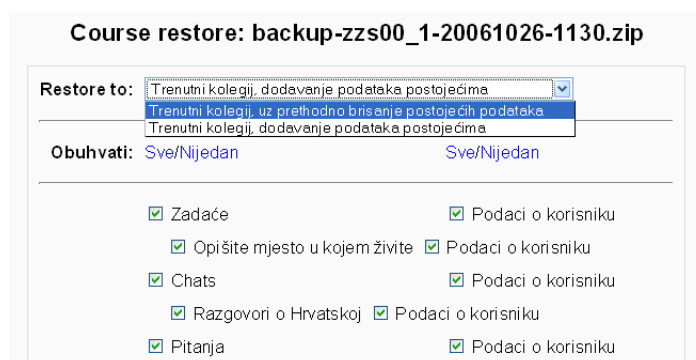 Course restore: backup-zzs00_1-20061026-1130.zip
Restore to: Trenutni kolegij, dodavanje podataka postojećima
Trenutni kolegij, uz prethodno brisanje postojećih podataka
Trenutni kolegij, dodavanje podataka postojećima
Obuhvati: Sve/Nijedan Sve/Nijedan
Zadaće Podaci o korisniku
Opišite mjesto u kojem živite Podaci o korisniku
Chats Podaci o korisniku
Razgovori o Hrvatskoj Podaci o korisniku
Pitanja Podaci o korisniku